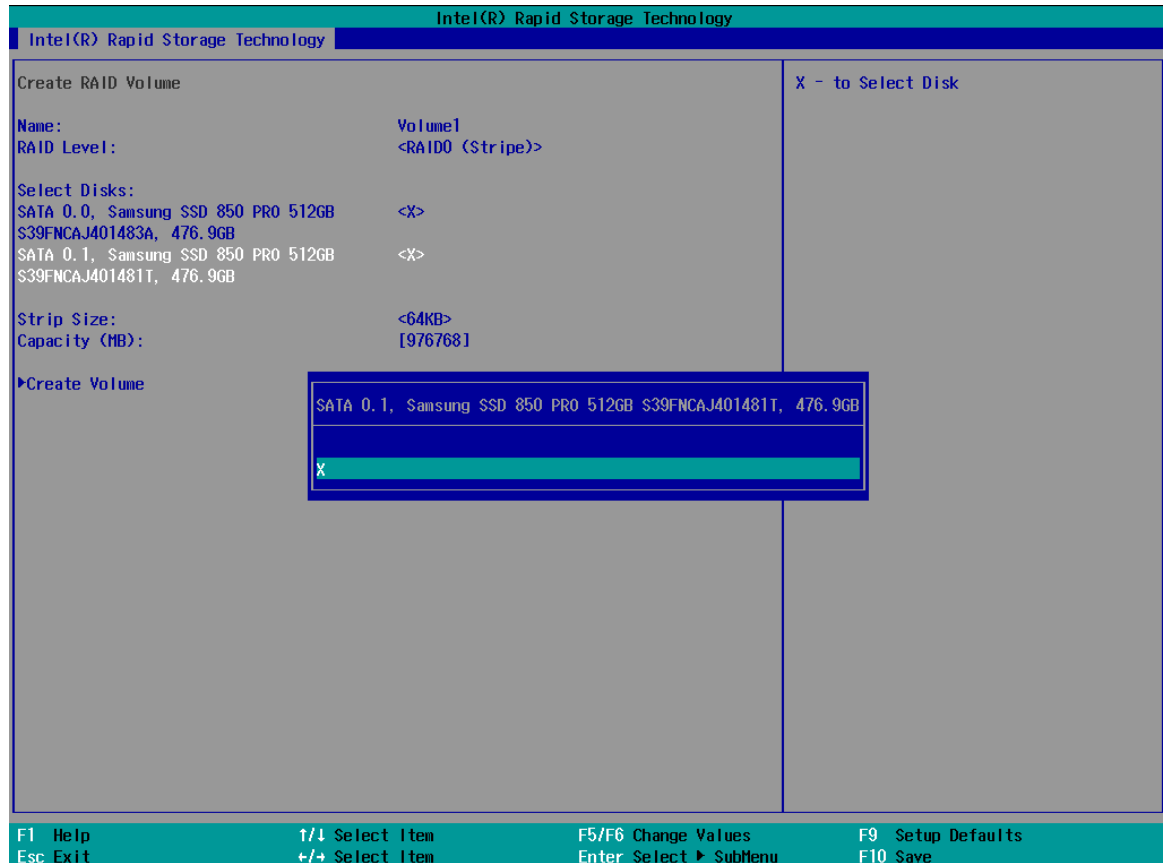 Intel(R) Rapid Storage Technology
Intel(R) Rapid Storage Technology
Create RAID Volume
X - to Select Disk
Name: Volume1
RAID Level: <RAID0 (Stripe)>
Select Disks:
SATA 0.0, Samsung SSD 850 PRO 512GB <X>
S39FNCAJ401483A, 476.9GB
SATA 0.1, Samsung SSD 850 PRO 512GB <X>
S39FNCAJ401481T, 476.9GB
Strip Size: <64KB>
Capacity (MB): [976768]
▶Create Volume
SATA 0.1, Samsung SSD 850 PRO 512GB S39FNCAJ401481T, 476.9GB
X
F1 Help ↑/↓ Select Item F5/F6 Change Values F9 Setup Defaults
Esc Exit ←/→ Select Item Enter Select ▶ SubMenu F10 Save